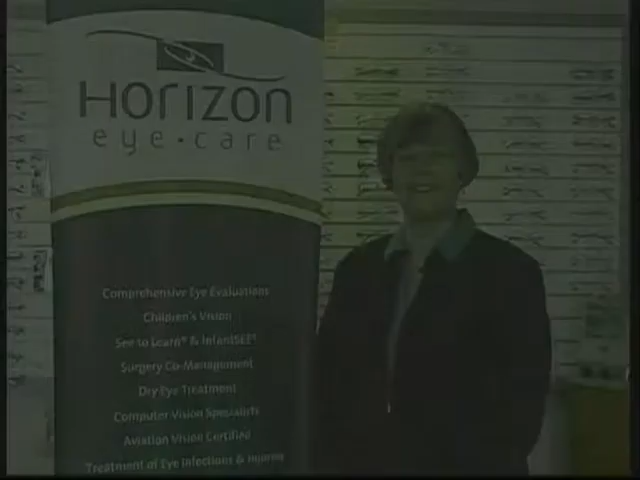 Horizon
eye•care
Comprehensive Eye Evaluations
Children's Vision
See to Learn® & InfantSEE®
Surgery Co-Management
Dry Eye Treatment
Computer Vision Specialists
Aviation Vision Certified
Treatment of Eye Infections & Injuries